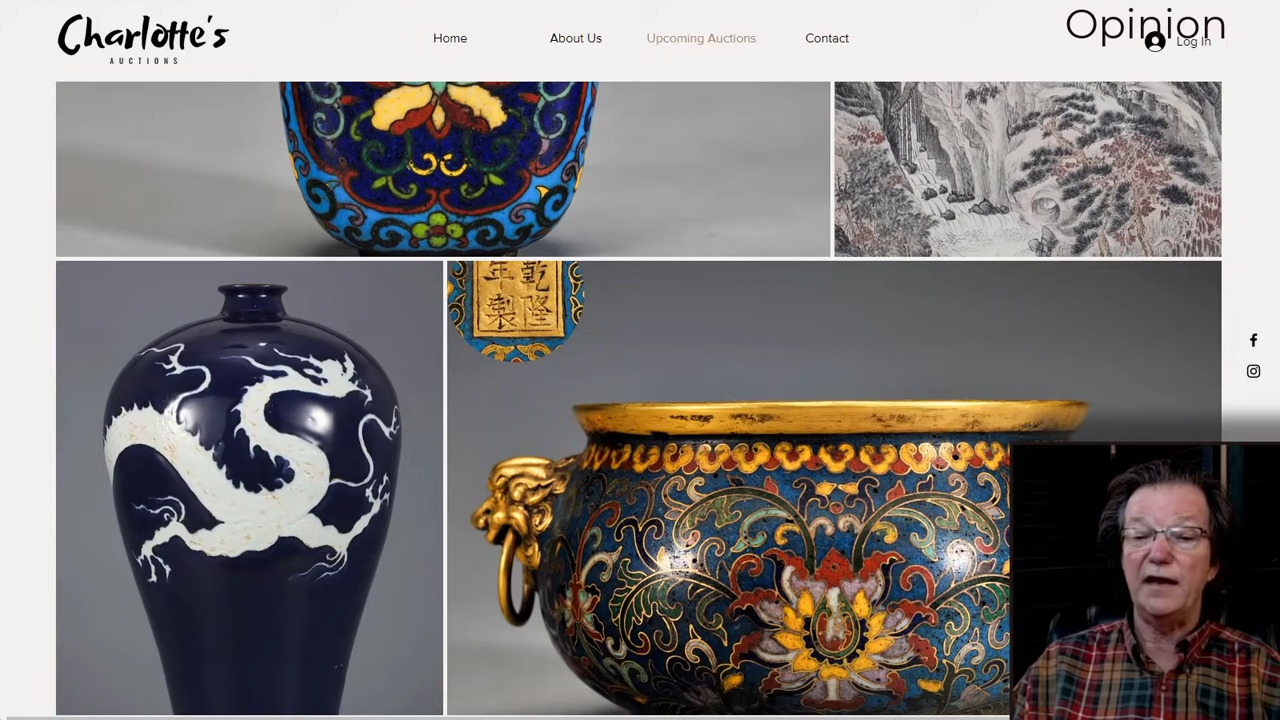 Charlotte's
AUCTIONS
Home
About Us
Upcoming Auctions
Contact
Opinion
Log In
年乾
製隆